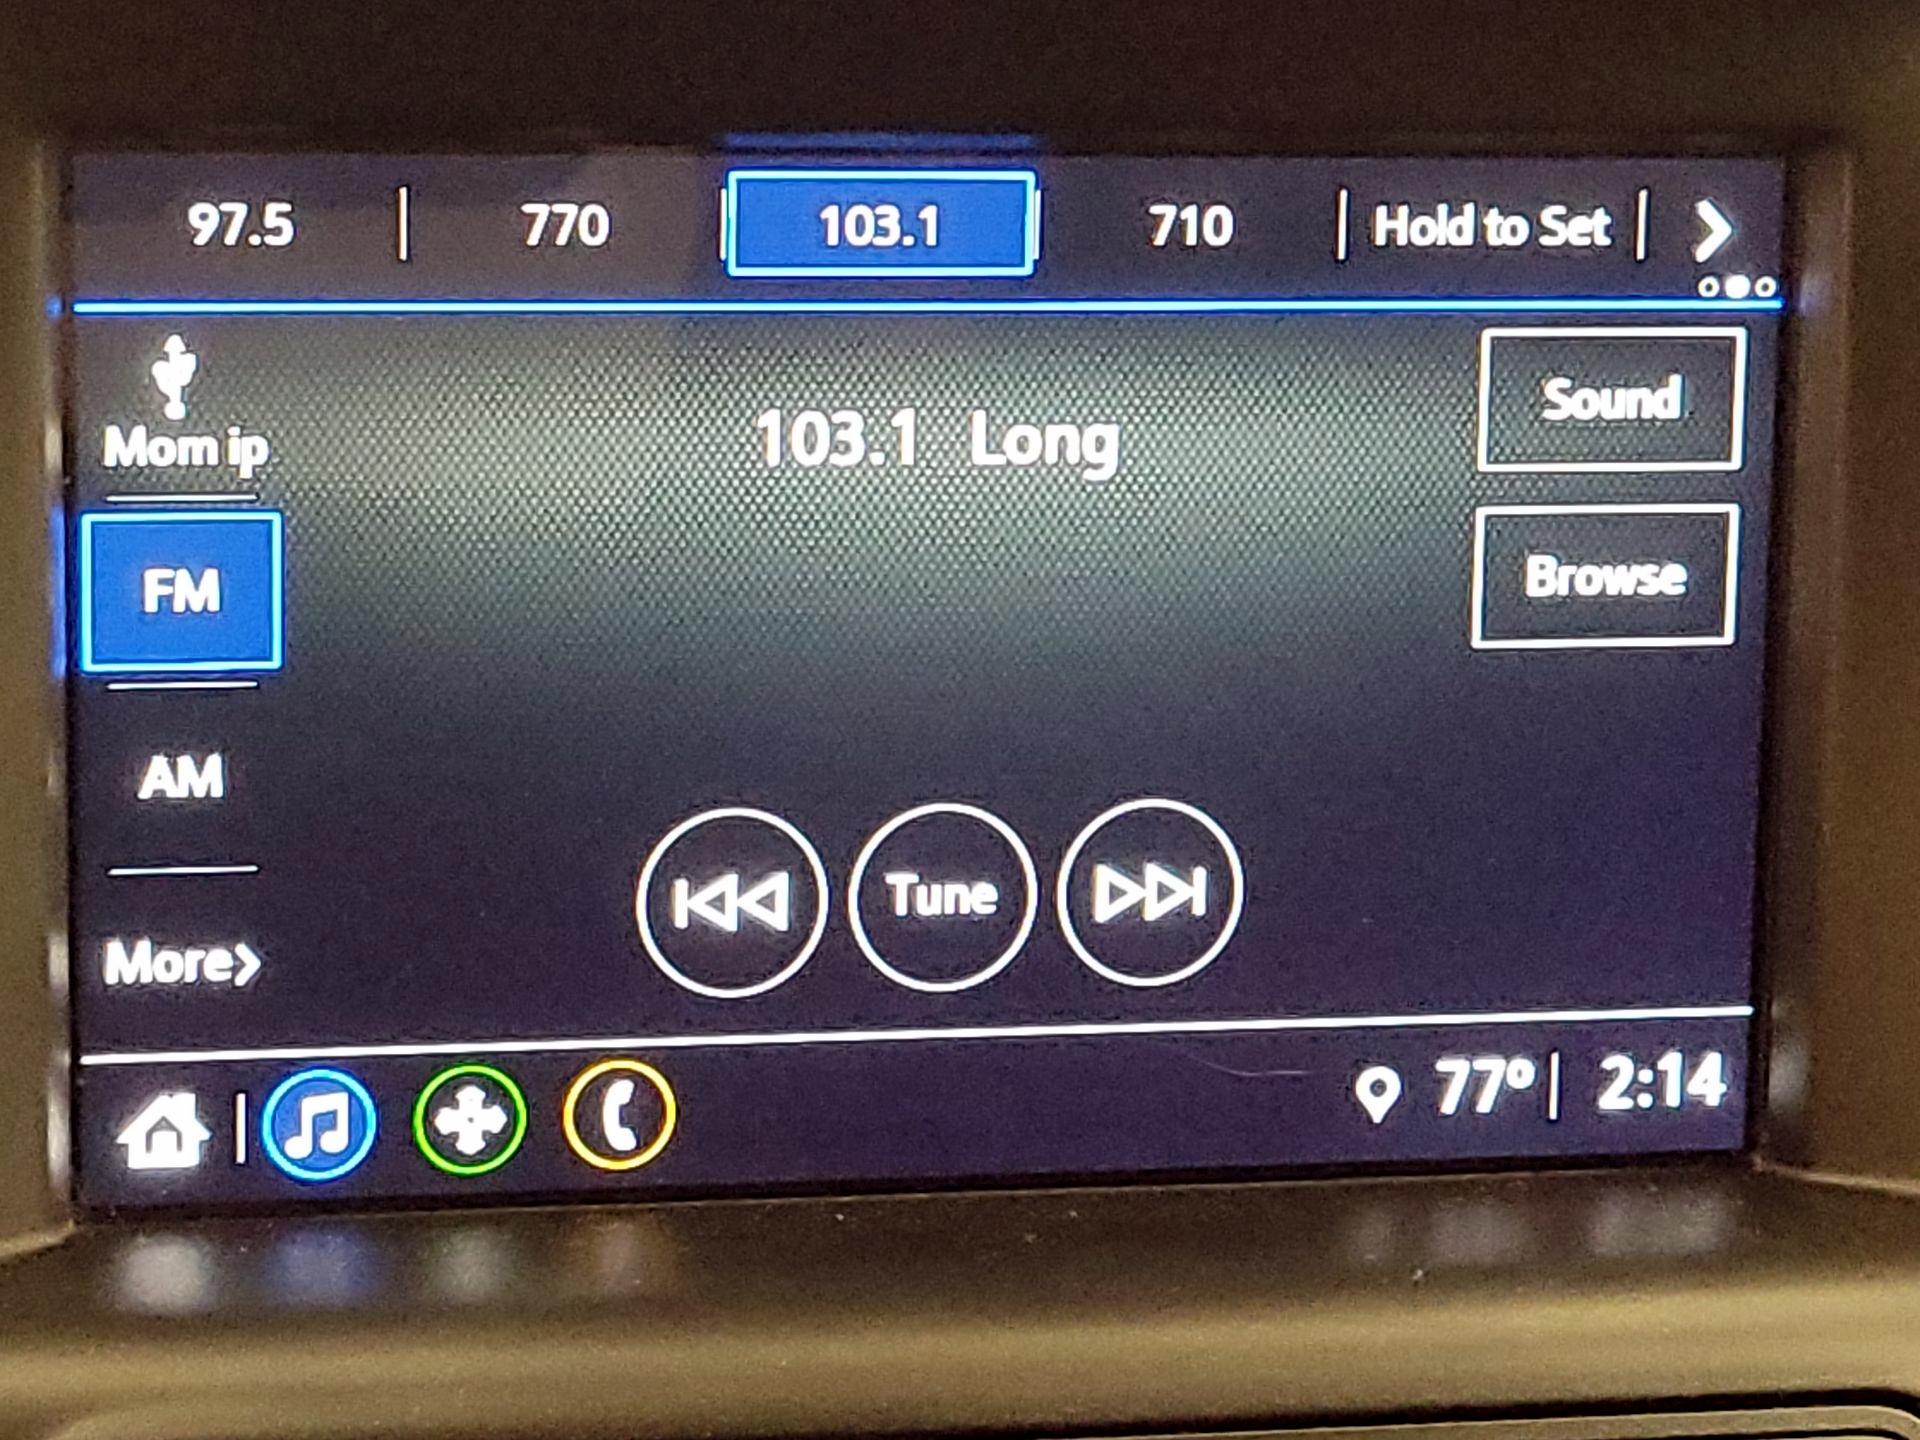 97.5 | 770 | 103.1 | 710 | Hold to Set |
Mom ip
103.1 Long
Sound
FM
Browse
AM
Tune
More>
77° | 2:14